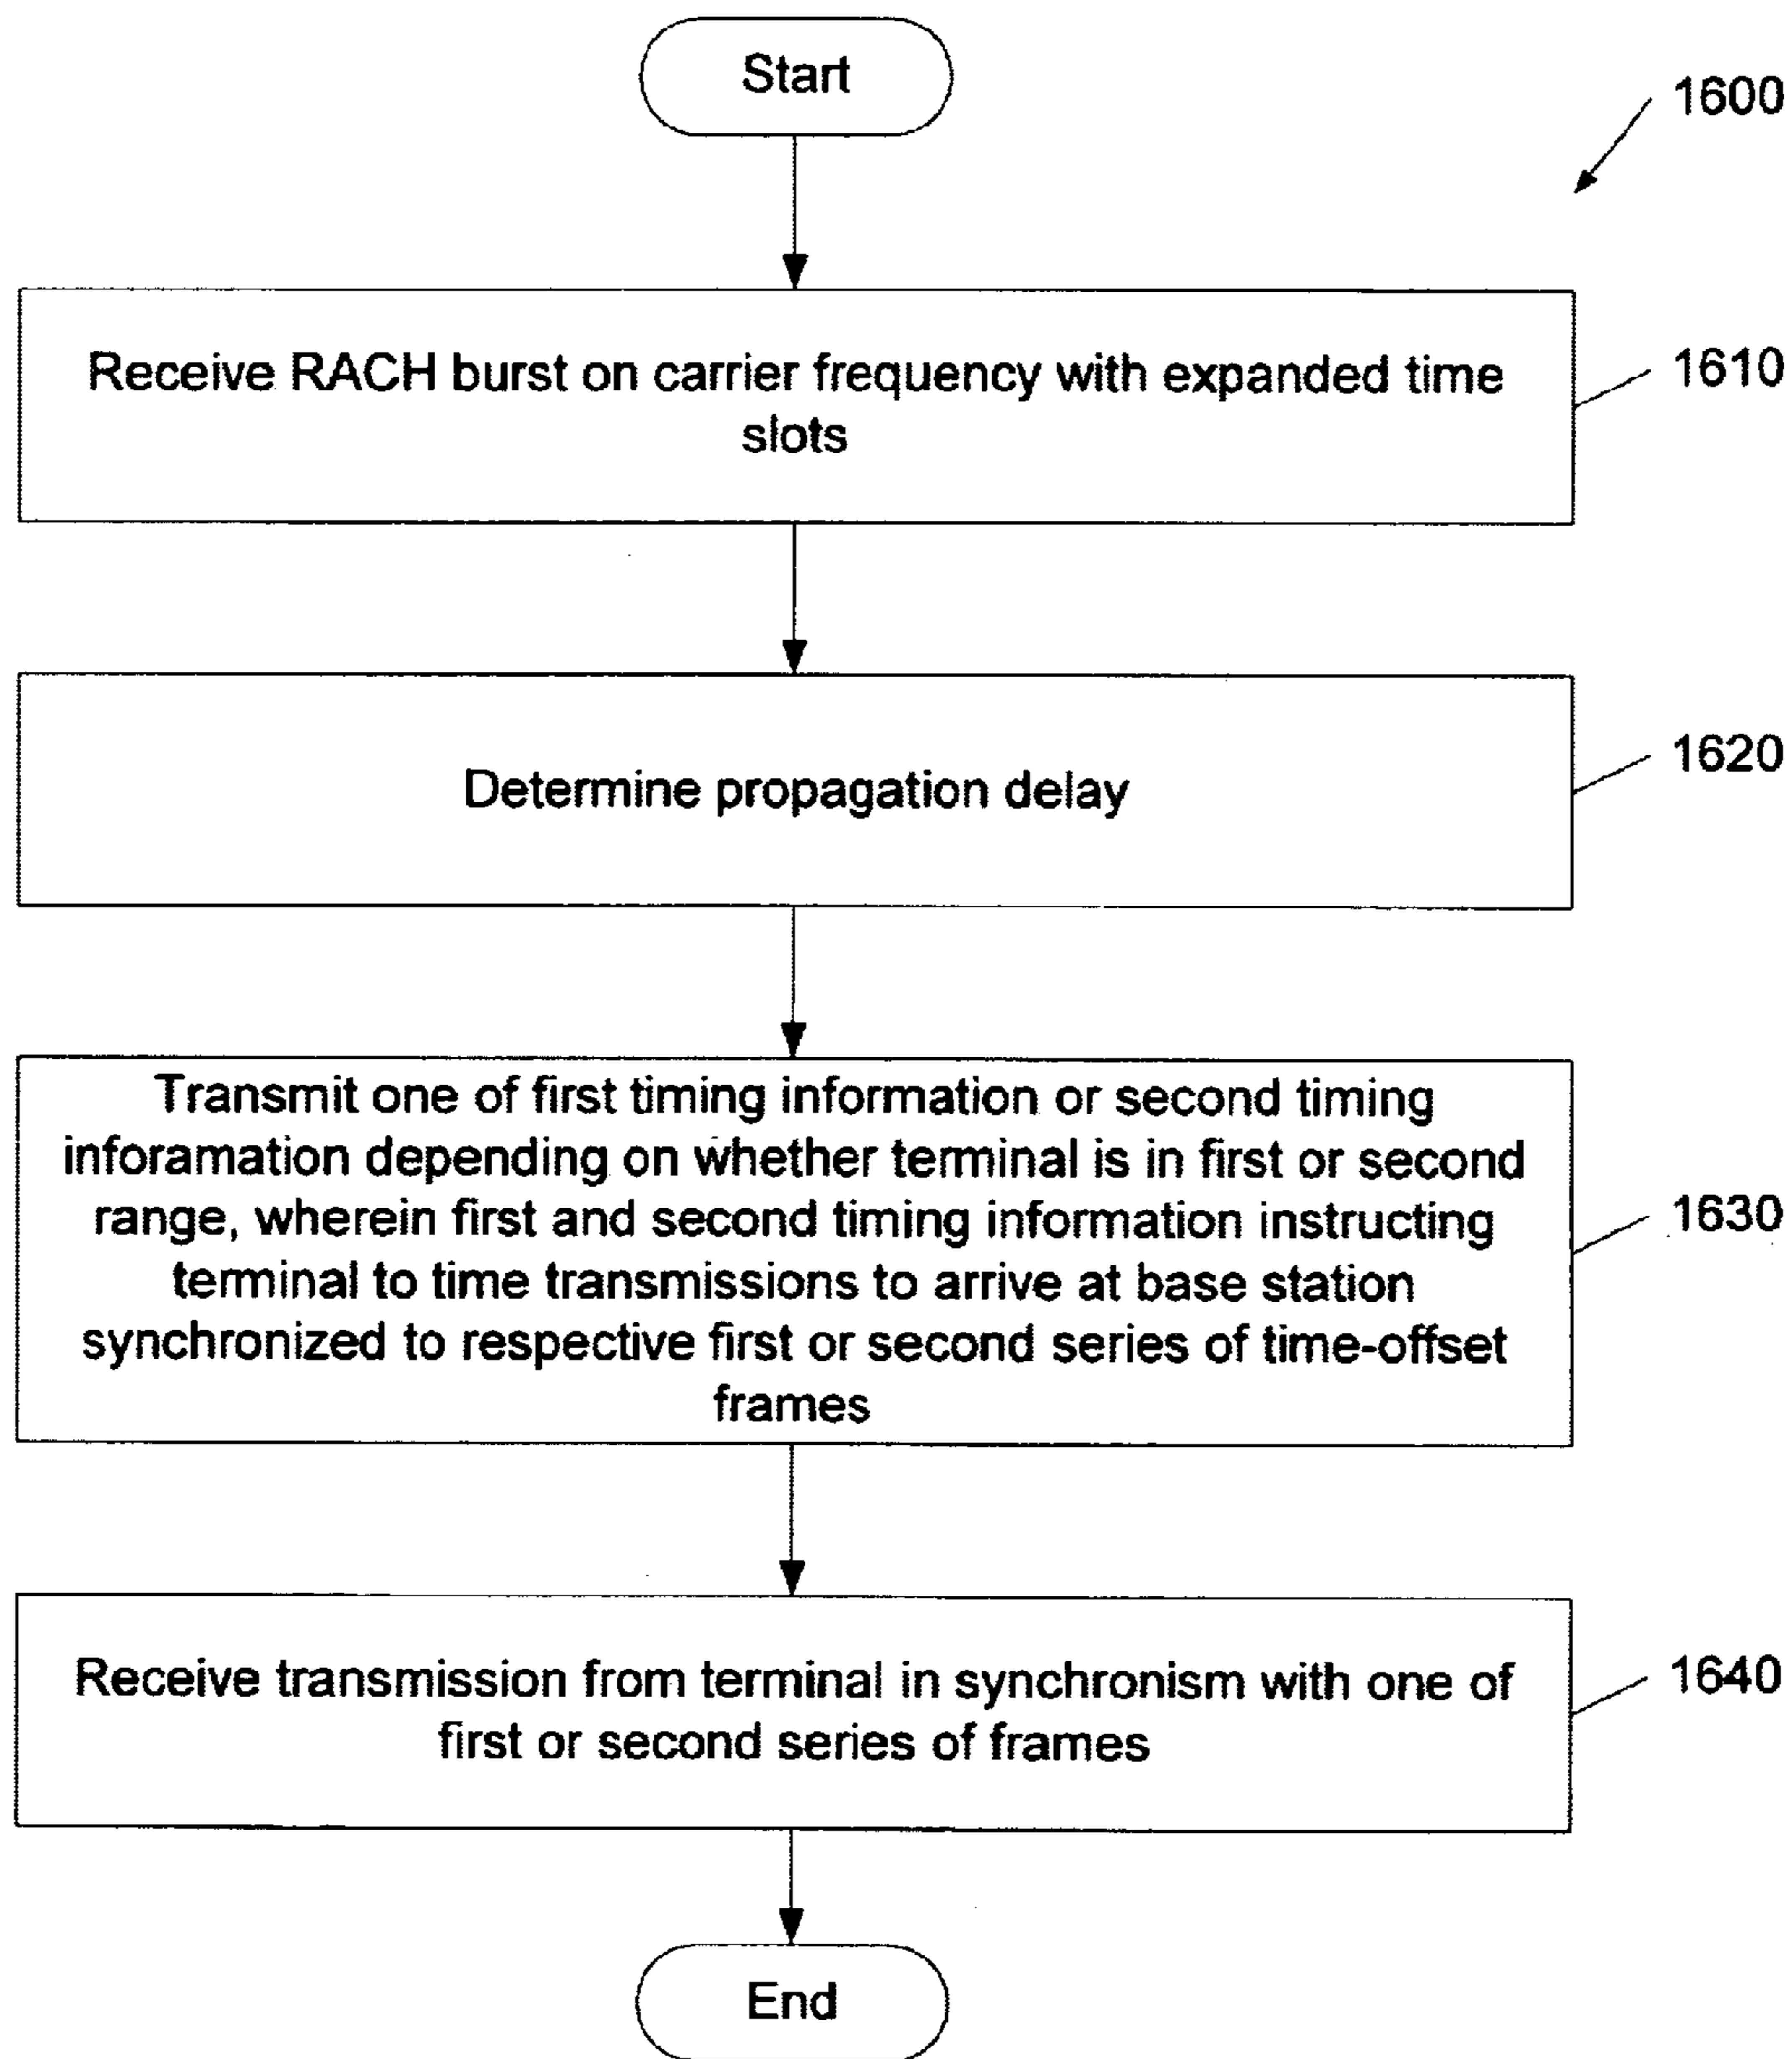 Start
1600
Receive RACH burst on carrier frequency with expanded time
slots
1610
Determine propagation delay
1620
Transmit one of first timing information or second timing
inforamation depending on whether terminal is in first or second
range, wherein first and second timing information instructing
terminal to time transmissions to arrive at base station
synchronized to respective first or second series of time-offset
frames
1630
Receive transmission from terminal in synchronism with one of
first or second series of frames
1640
End